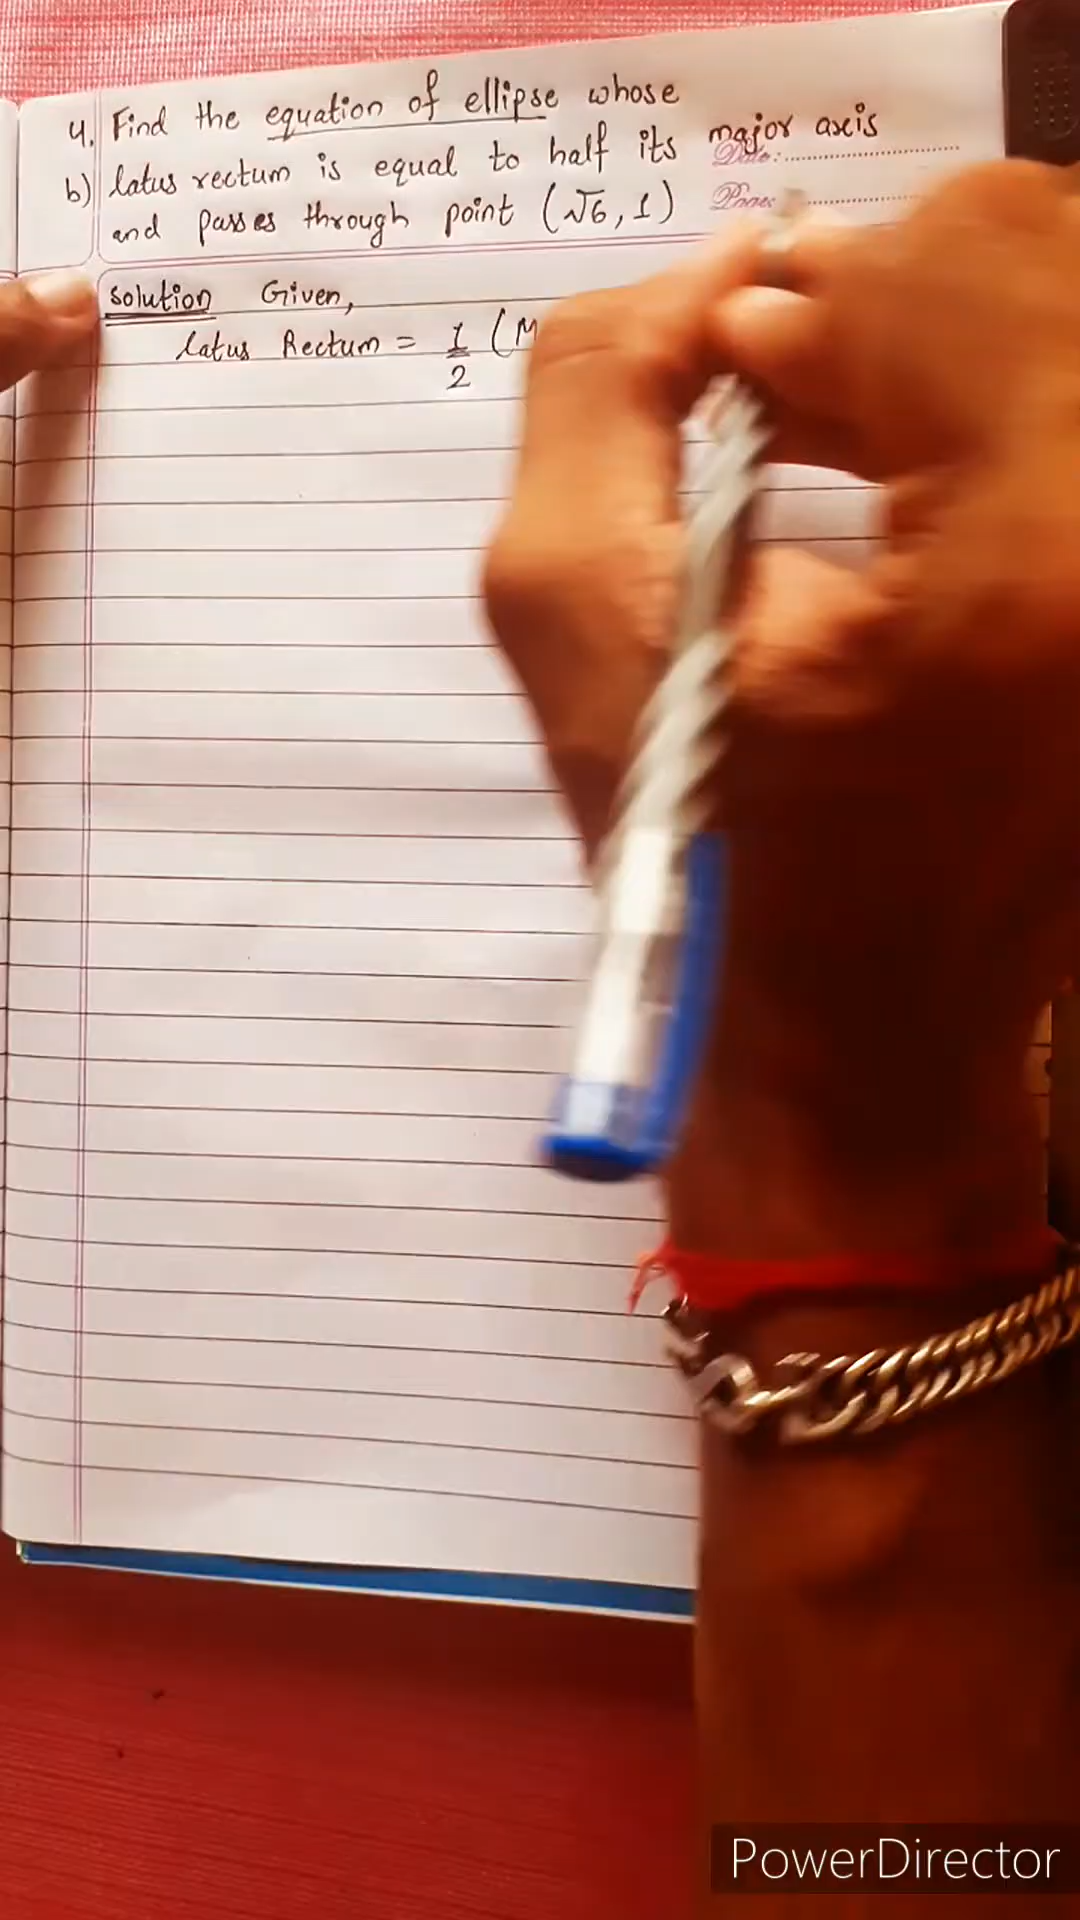 4. Find the equation of ellipse whose
b) latus rectum is equal to half its major axis
and passes through point (√6, 1)
Date:
Solution Given,
latus Rectum = 1/2 (M
PowerDirector